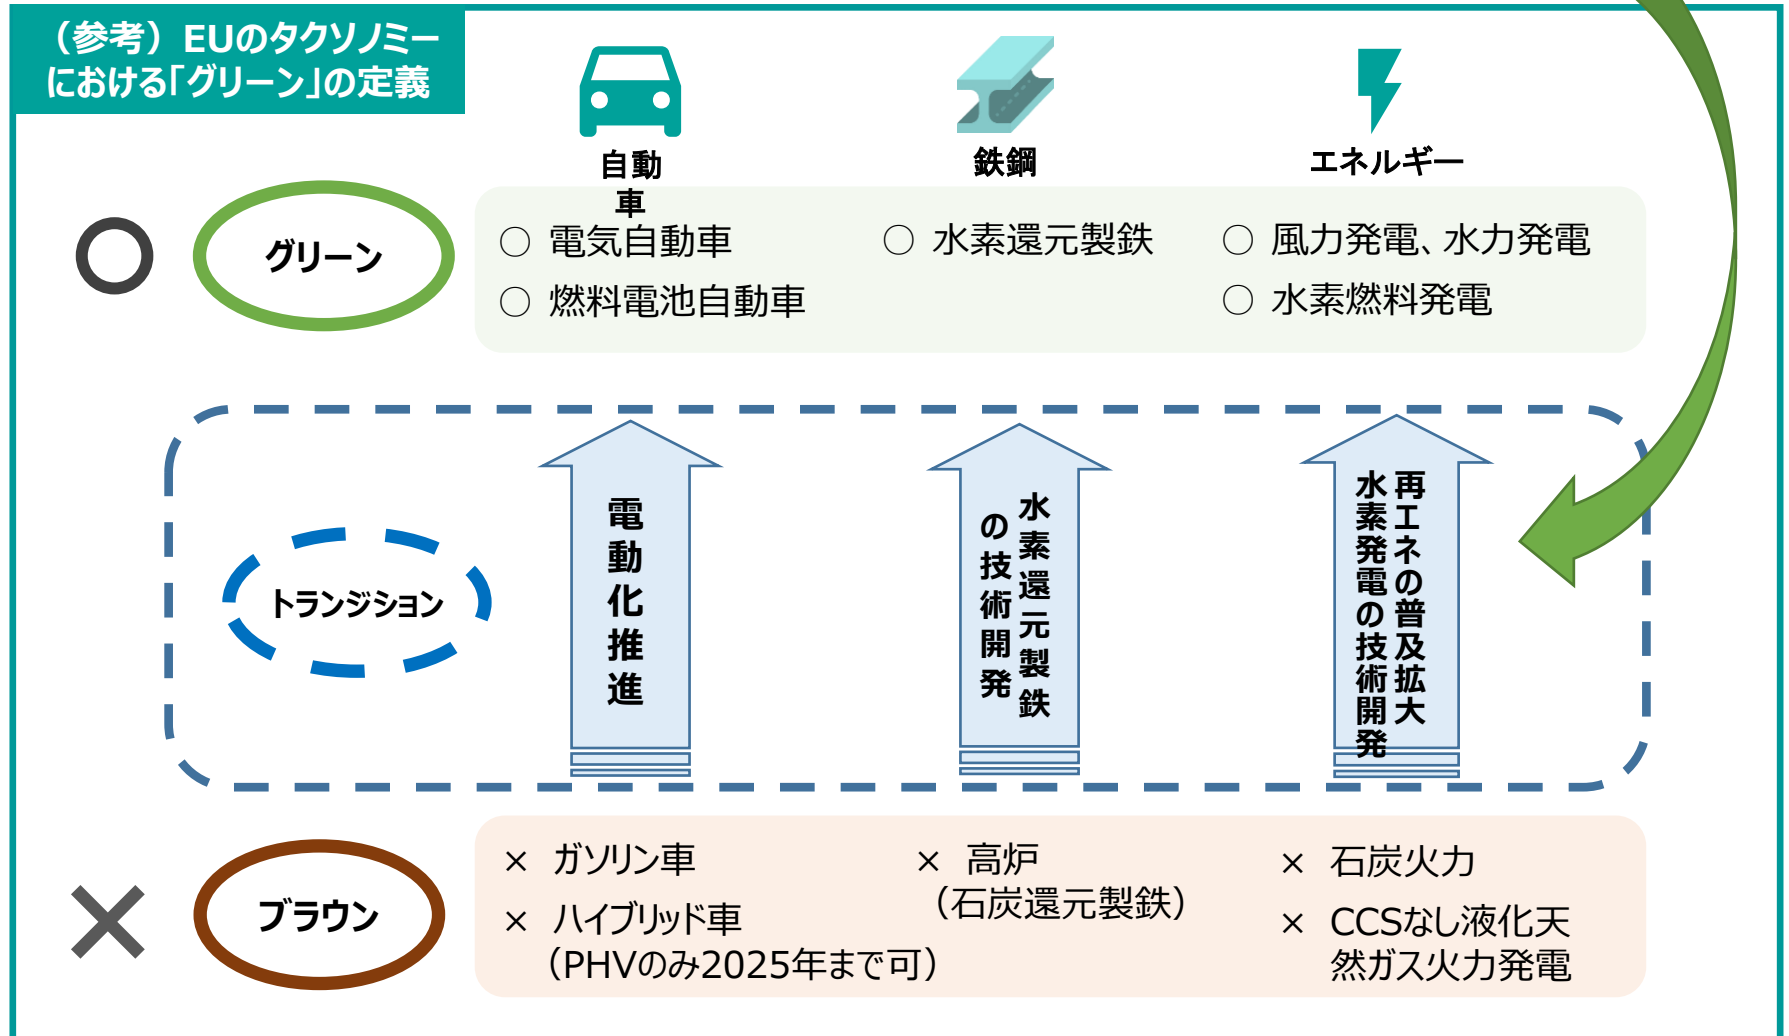 （参考）EUのタクソノミー
における「グリーン」の定義
自動
車
鉄鋼
エネルギー
グリーン
○ 電気自動車
○ 燃料電池自動車
○ 水素還元製鉄
○ 風力発電、水力発電
○ 水素燃料発電
トランジション
電動化推進
水素還元製鉄
の技術開発
再エネの普及拡大
水素発電の技術開発
ブラウン
× ガソリン車
× ハイブリッド車
（PHVのみ2025年まで可）
× 高炉
（石炭還元製鉄）
× 石炭火力
× CCSなし液化天
然ガス火力発電